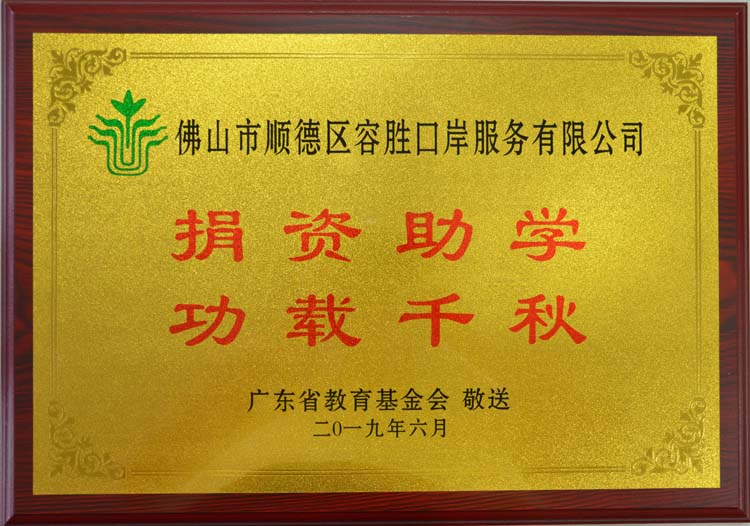 佛山市顺德区容胜口岸服务有限公司
捐资助学
功载千秋
广东省教育基金会 敬送
二0一九年六月